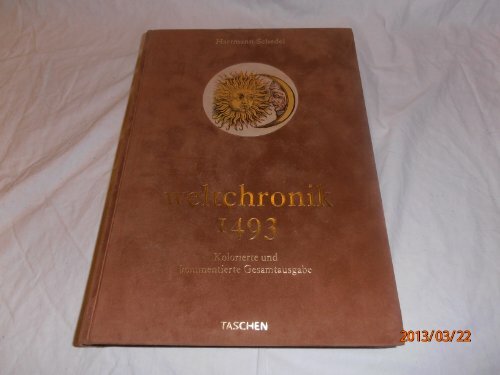 Hartmann Schedel
weltchronik
1493
Kolorierte und
kommentierte Gesamtausgabe
TASCHEN
2013/03/22